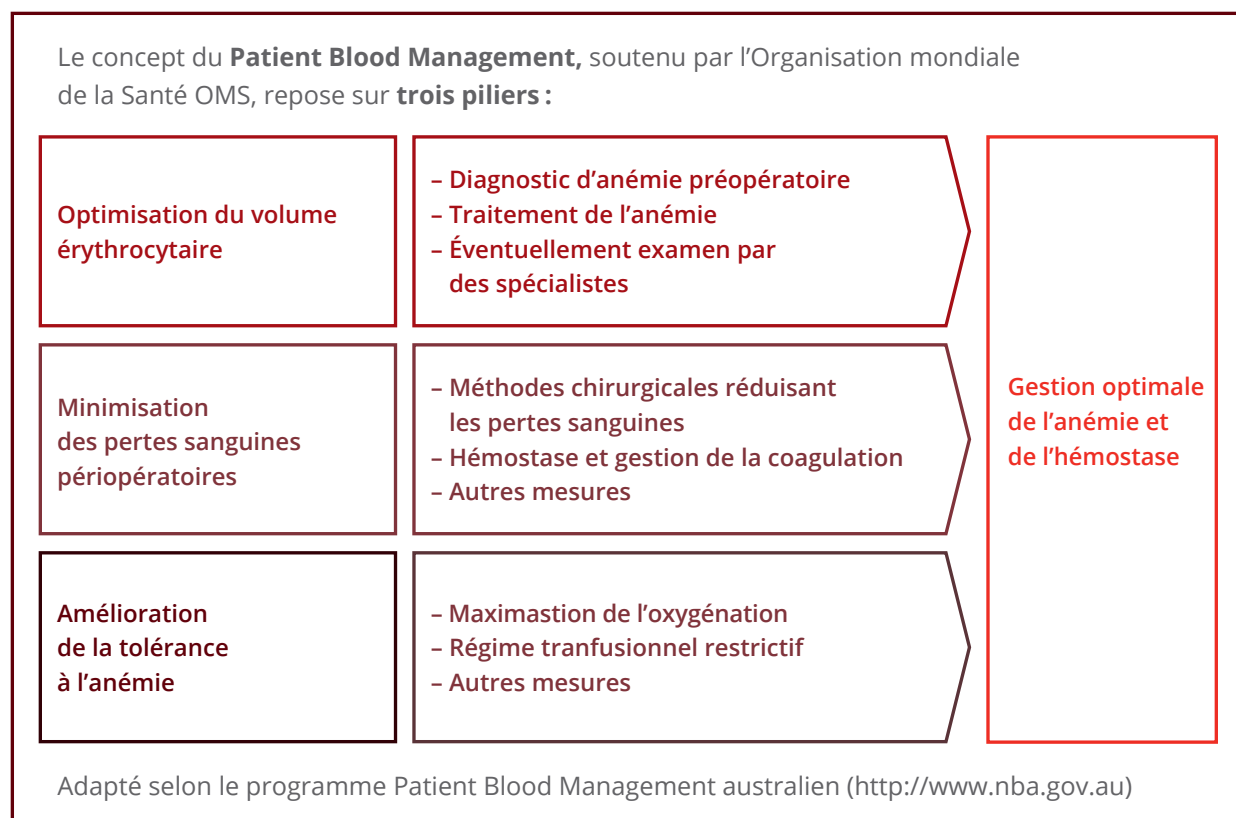 Le concept du Patient Blood Management, soutenu par l’Organisation mondiale
de la Santé OMS, repose sur trois piliers :
Optimisation du volume
érythrocytaire
– Diagnostic d’anémie préopératoire
– Traitement de l’anémie
– Éventuellement examen par
des spécialistes
Minimisation
des pertes sanguines
périopératoires
– Méthodes chirurgicales réduisant
les pertes sanguines
– Hémostase et gestion de la coagulation
– Autres mesures
Amélioration
de la tolérance
à l’anémie
– Maximastion de l’oxygénation
– Régime tranfusionnel restrictif
– Autres mesures
Gestion optimale
de l’anémie et
de l’hémostase
Adapté selon le programme Patient Blood Management australien (http://www.nba.gov.au)